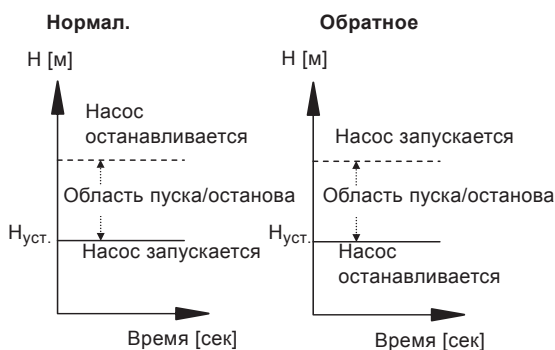 Нормал.
H [м]
Насос
останавливается
Область пуска/останова
Hуст.
Насос запускается
Время [сек]
Обратное
H [м]
Насос запускается
Область пуска/останова
Hуст.
Насос
останавливается
Время [сек]